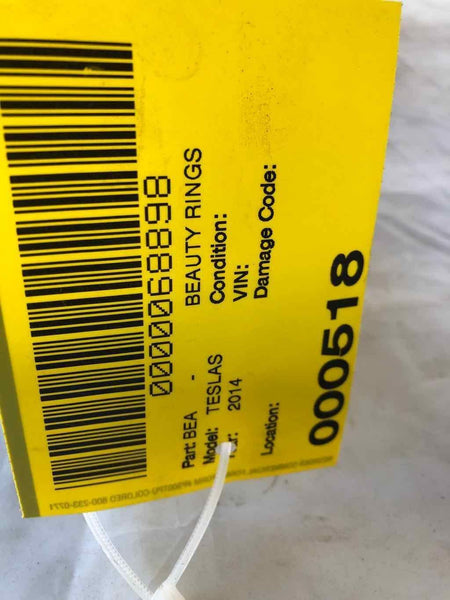 0000068898
Part: BEA - BEAUTY RINGS
Model: TESLAS Condition:
2014 VIN:
Damage Code:
Location:
000518